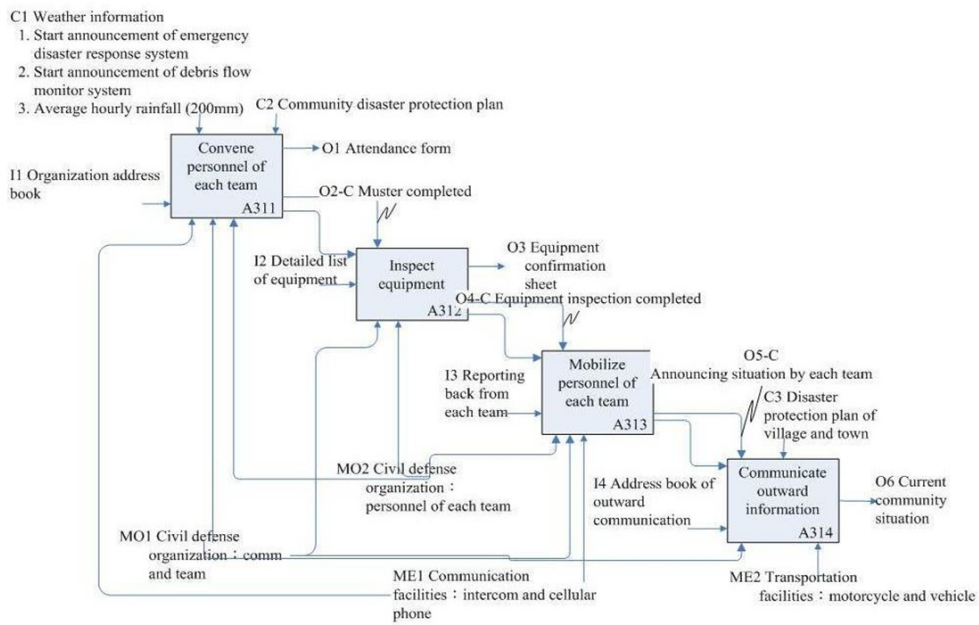 C1 Weather information
1. Start announcement of emergency
disaster response system
2. Start announcement of debris flow
monitor system
3. Average hourly rainfall (200mm)
C2 Community disaster protection plan
Convene
personnel of
each team
A311
O1 Attendance form
I1 Organization address
book
O2-C Muster completed
I2 Detailed list
of equipment
Inspect
equipment
A312
O3 Equipment
confirmation
sheet
O4-C Equipment inspection completed
I3 Reporting
back from
each team
Mobilize
personnel of
each team
A313
O5-C
Announcing situation by each team
C3 Disaster
protection plan of
village and town
MO2 Civil defense
organization：
personnel of each team
I4 Address book of
outward
communication
Communicate
outward
information
A314
O6 Current
community
situation
MO1 Civil defense
organization：comm
and team
ME1 Communication
facilities：intercom and cellular
phone
ME2 Transportation
facilities：motorcycle and vehicle